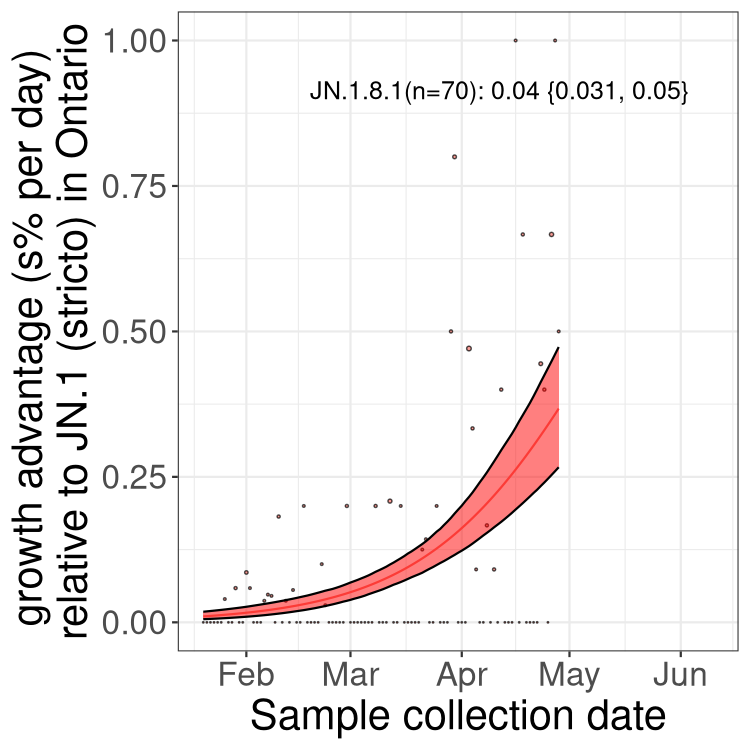 growth advantage (s% per day)
relative to JN.1 (stricto) in Ontario
1.00
0.75
0.50
0.25
0.00
JN.1.8.1(n=70): 0.04 {0.031, 0.05}
Feb Mar Apr May Jun
Sample collection date